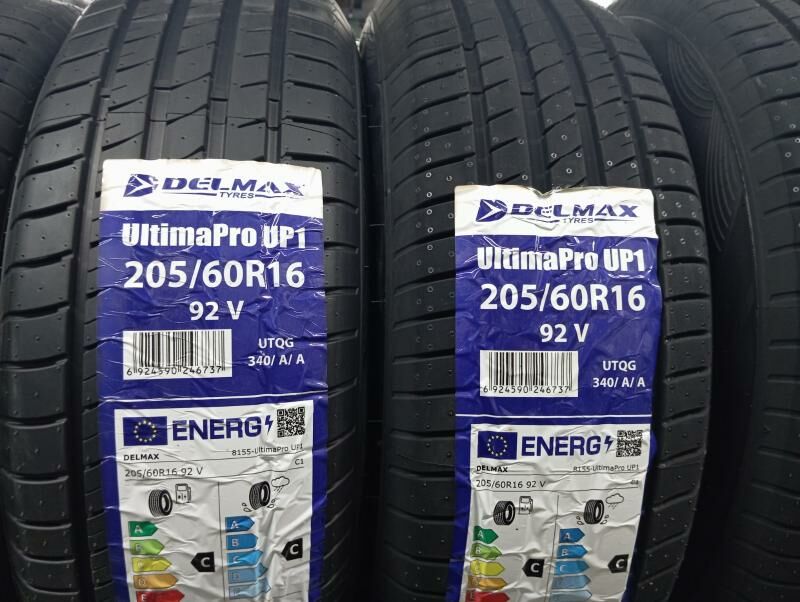 DELMAX
TYRES
UltimaPro UP1
205/60R16
92 V
UTQG
340/ A/ A
6 924590 246737
ENERG
DELMAX
8155-UltimaPro UP1
205/60R16 92 V
C1
A
B
C
D
E
A
B
C
D
C
C
DELMAX
TYRES
UltimaPro UP1
205/60R16
92 V
UTQG
340/ A/ A
6 924590 246737
ENERG
DELMAX
8155-UltimaPro UP1
205/60R16 92 V
C1
A
B
C
D
E
A
B
C
D
C
C